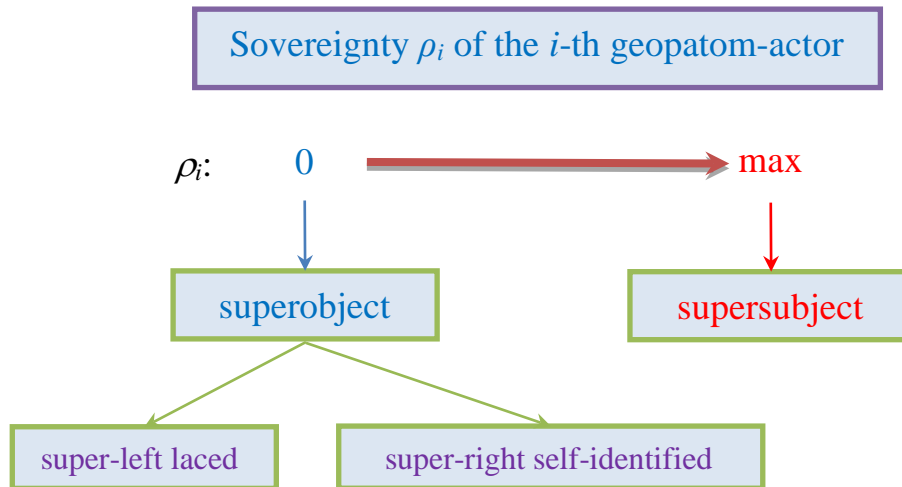 Sovereignty ρi of the i-th geopatom-actor
ρi: 0 max
superobject supersubject
super-left laced super-right self-identified